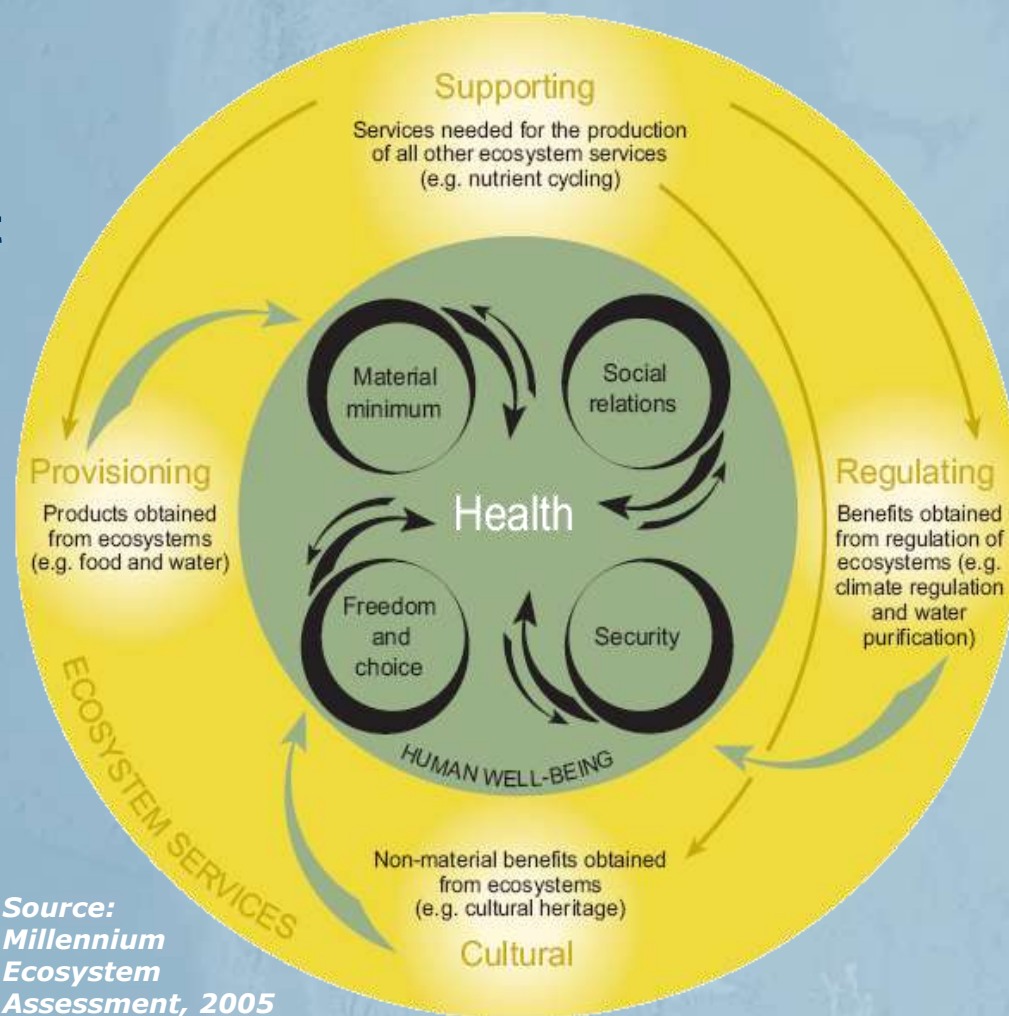 Supporting
Services needed for the production
of all other ecosystem services
(e.g. nutrient cycling)
Material
minimum
Social
relations
Provisioning
Products obtained
from ecosystems
(e.g. food and water)
Health
Regulating
Benefits obtained
from regulation of
ecosystems (e.g.
climate regulation
and water
purification)
Freedom
and
choice
Security
HUMAN WELL-BEING
ECOSYSTEM SERVICES
Non-material benefits obtained
from ecosystems
(e.g. cultural heritage)
Cultural
Source:
Millennium
Ecosystem
Assessment, 2005